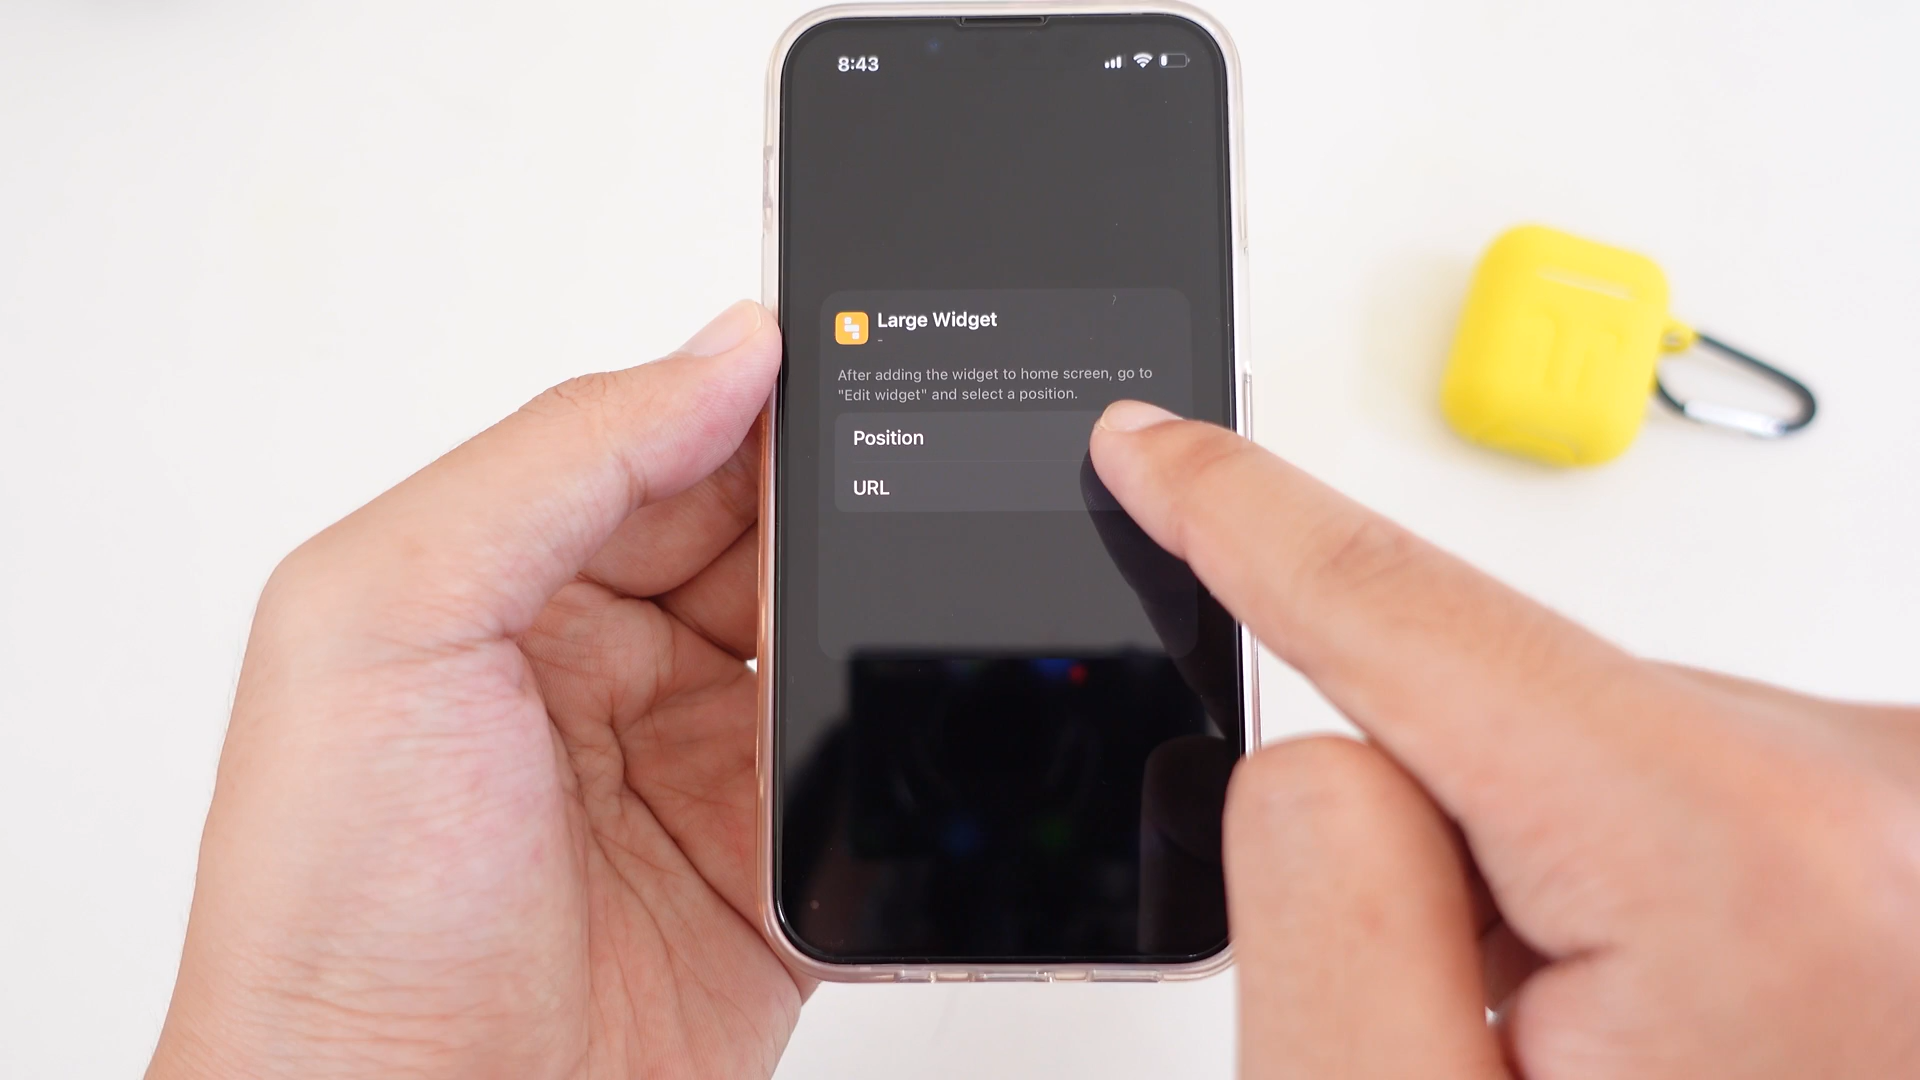 8:43
Large Widget
-
After adding the widget to home screen, go to
"Edit widget" and select a position.
Position
URL